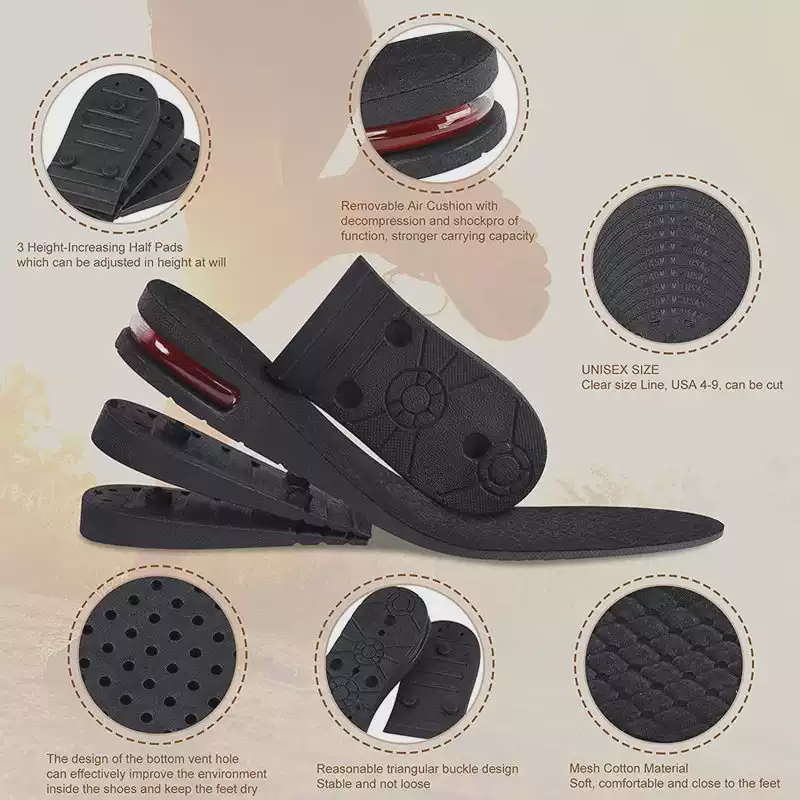 Removable Air Cushion with
decompression and shockpro of
function, stronger carrying capacity
3 Height-Increasing Half Pads
which can be adjusted in height at will
UNISEX SIZE
Clear size Line, USA 4-9, can be cut
The design of the bottom vent hole
can effectively improve the environment
inside the shoes and keep the feet dry
Reasonable triangular buckle design
Stable and not loose
Mesh Cotton Material
Soft, comfortable and close to the feet